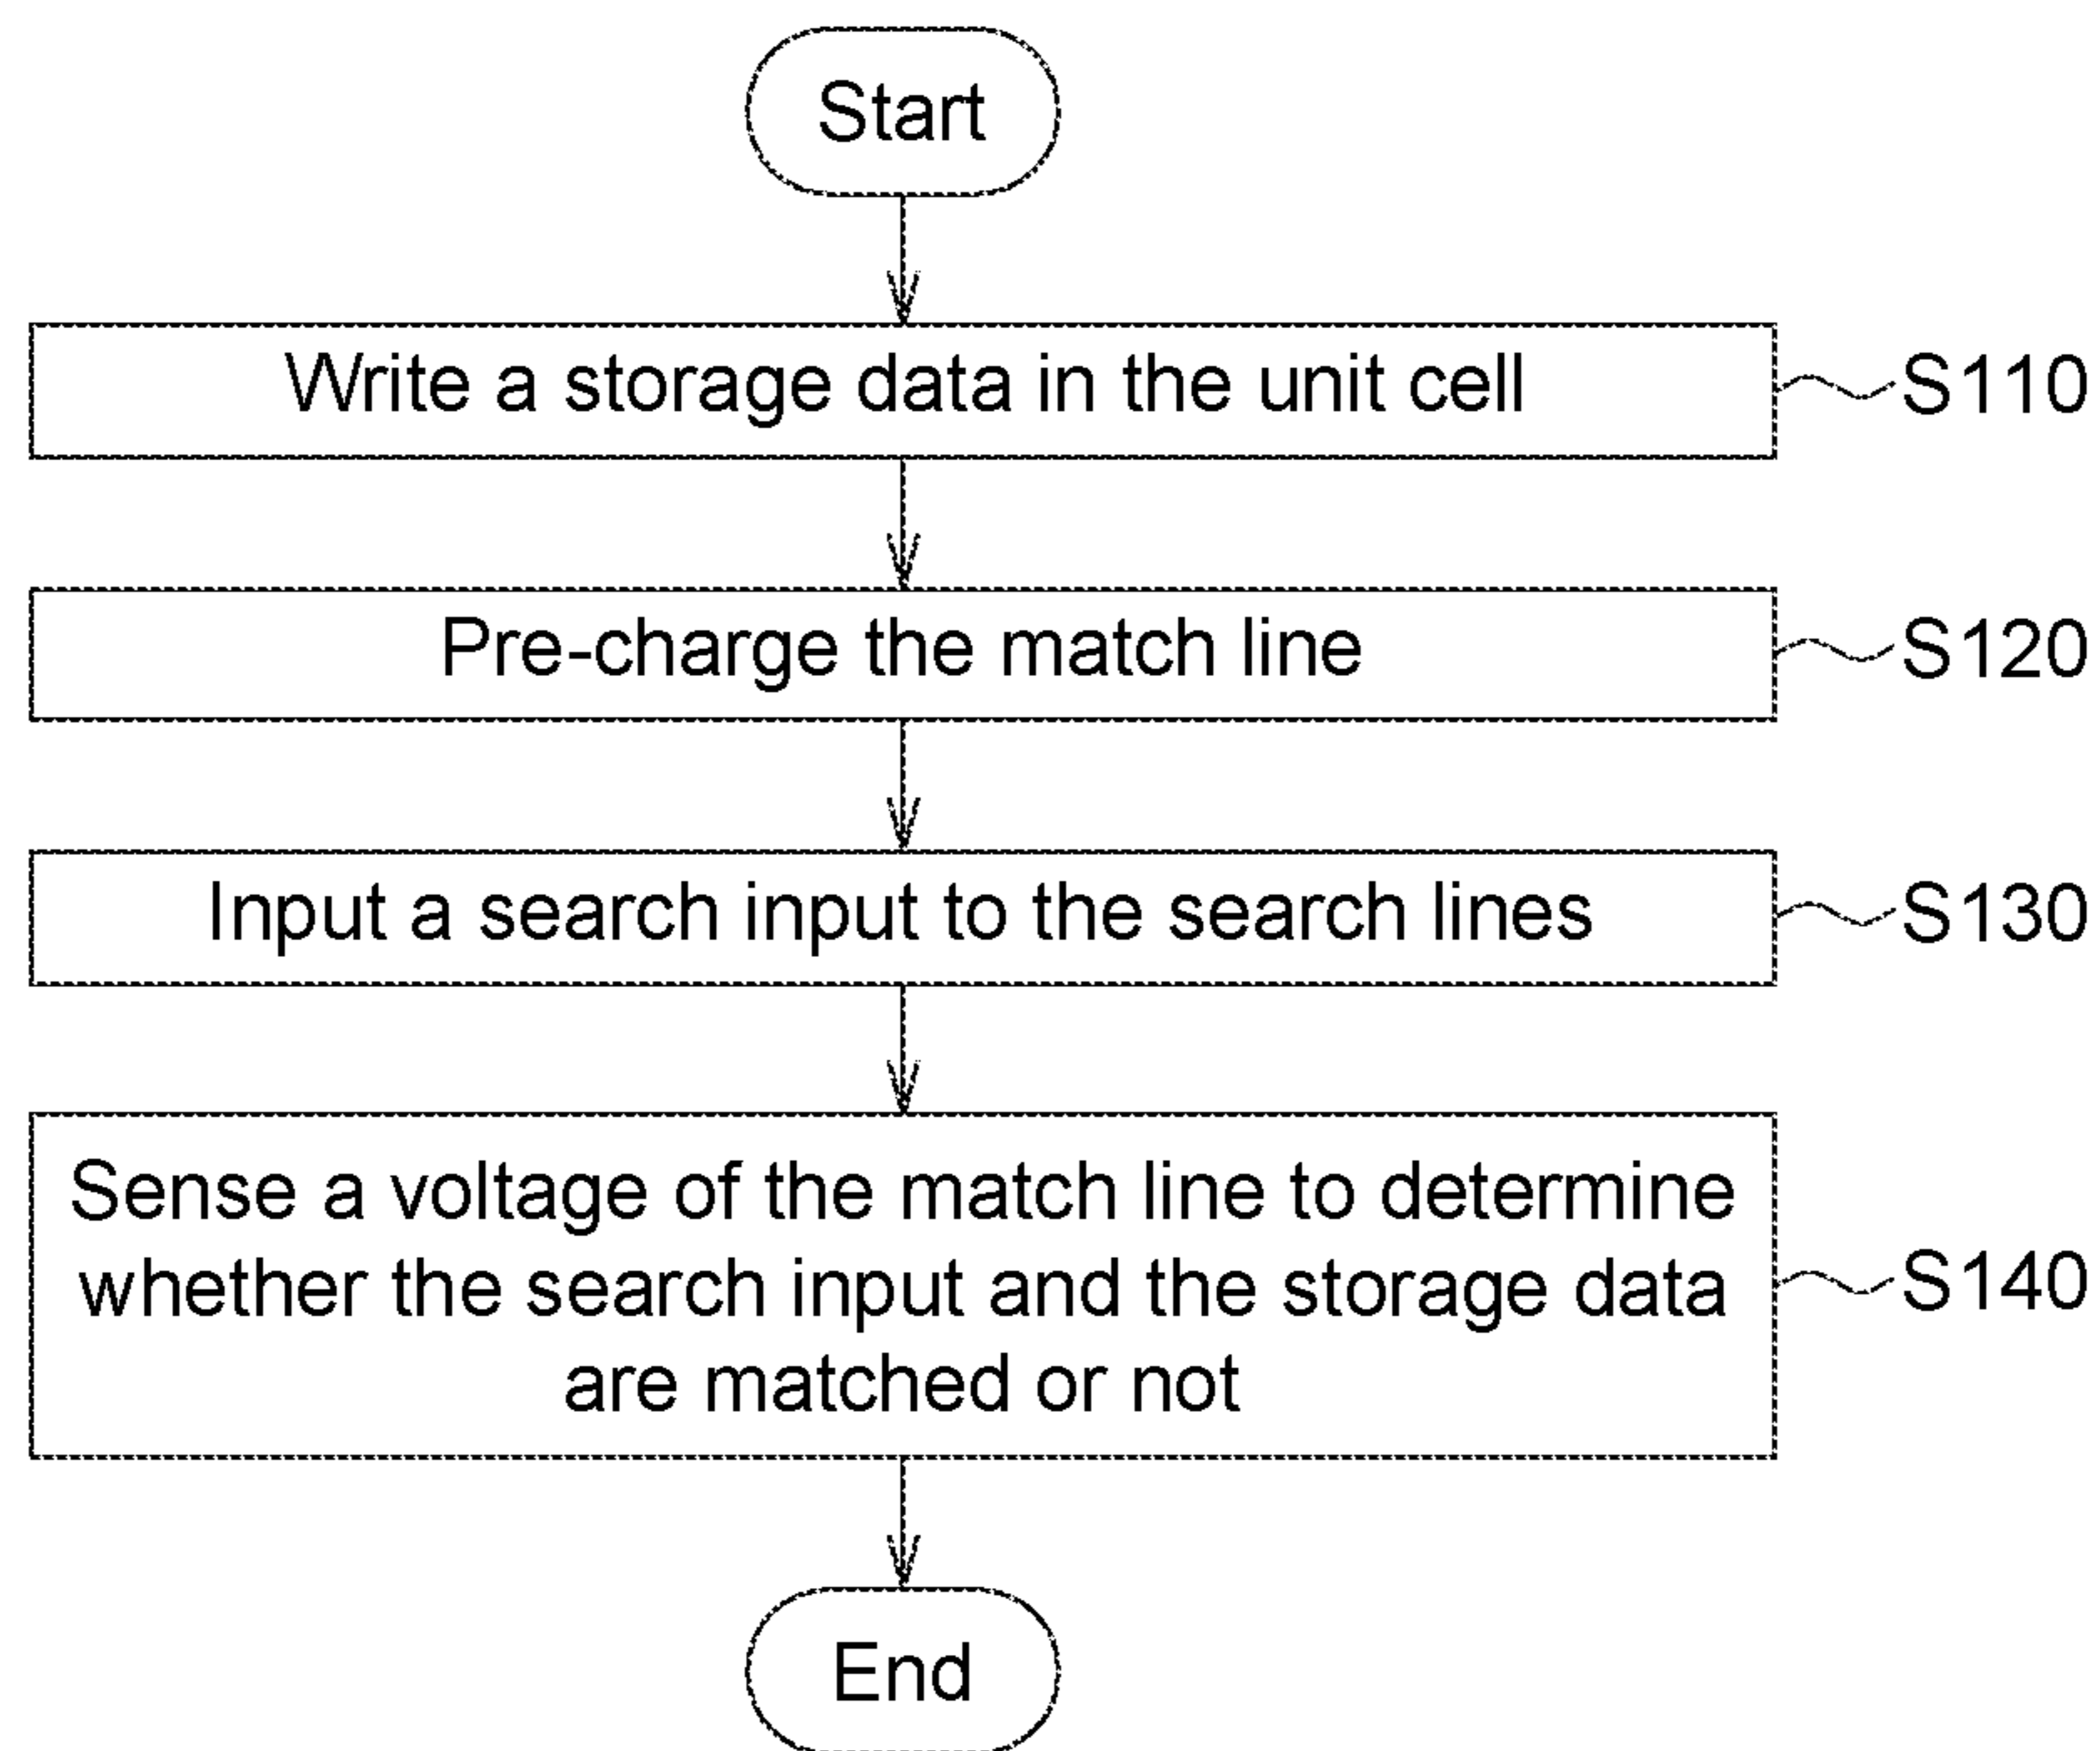 Start
Write a storage data in the unit cell
S110
Pre-charge the match line
S120
Input a search input to the search lines
S130
Sense a voltage of the match line to determine
whether the search input and the storage data
are matched or not
S140
End